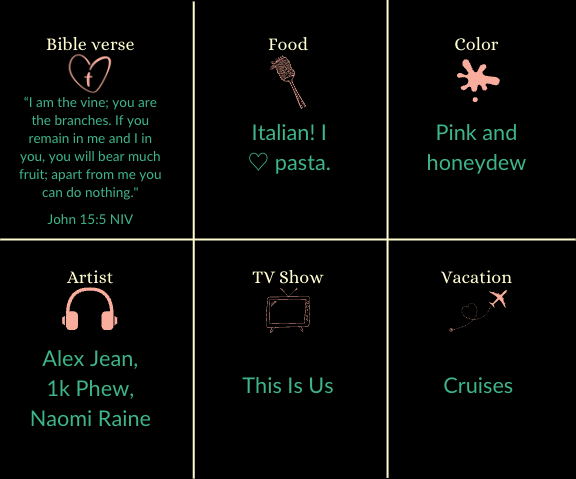 Bible verse
“I am the vine; you are
the branches. If you
remain in me and I in
you, you will bear much
fruit; apart from me you
can do nothing."
John 15:5 NIV
Food
Italian! I
♡ pasta.
Color
Pink and
honeydew
Artist
Alex Jean,
1k Phew,
Naomi Raine
TV Show
This Is Us
Vacation
Cruises